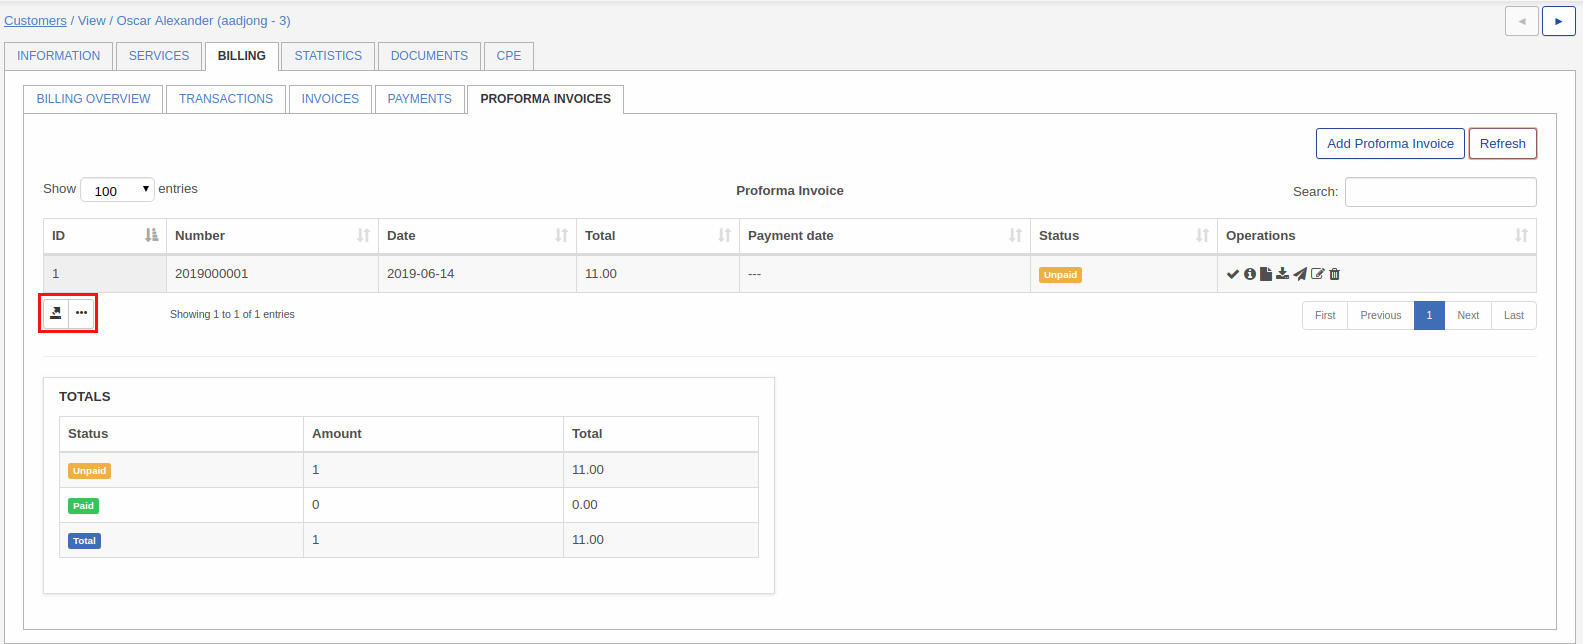 Customers / View / Oscar Alexander (aadjong - 3)
INFORMATION SERVICES BILLING STATISTICS DOCUMENTS CPE
BILLING OVERVIEW TRANSACTIONS INVOICES PAYMENTS PROFORMA INVOICES
Add Proforma Invoice Refresh
Show 100 entries Proforma Invoice Search:
ID Number Date Total Payment date Status Operations
1 2019000001 2019-06-14 11.00 --- Unpaid
Showing 1 to 1 of 1 entries First Previous 1 Next Last
TOTALS
Status Amount Total
Unpaid 1 11.00
Paid 0 0.00
Total 1 11.00